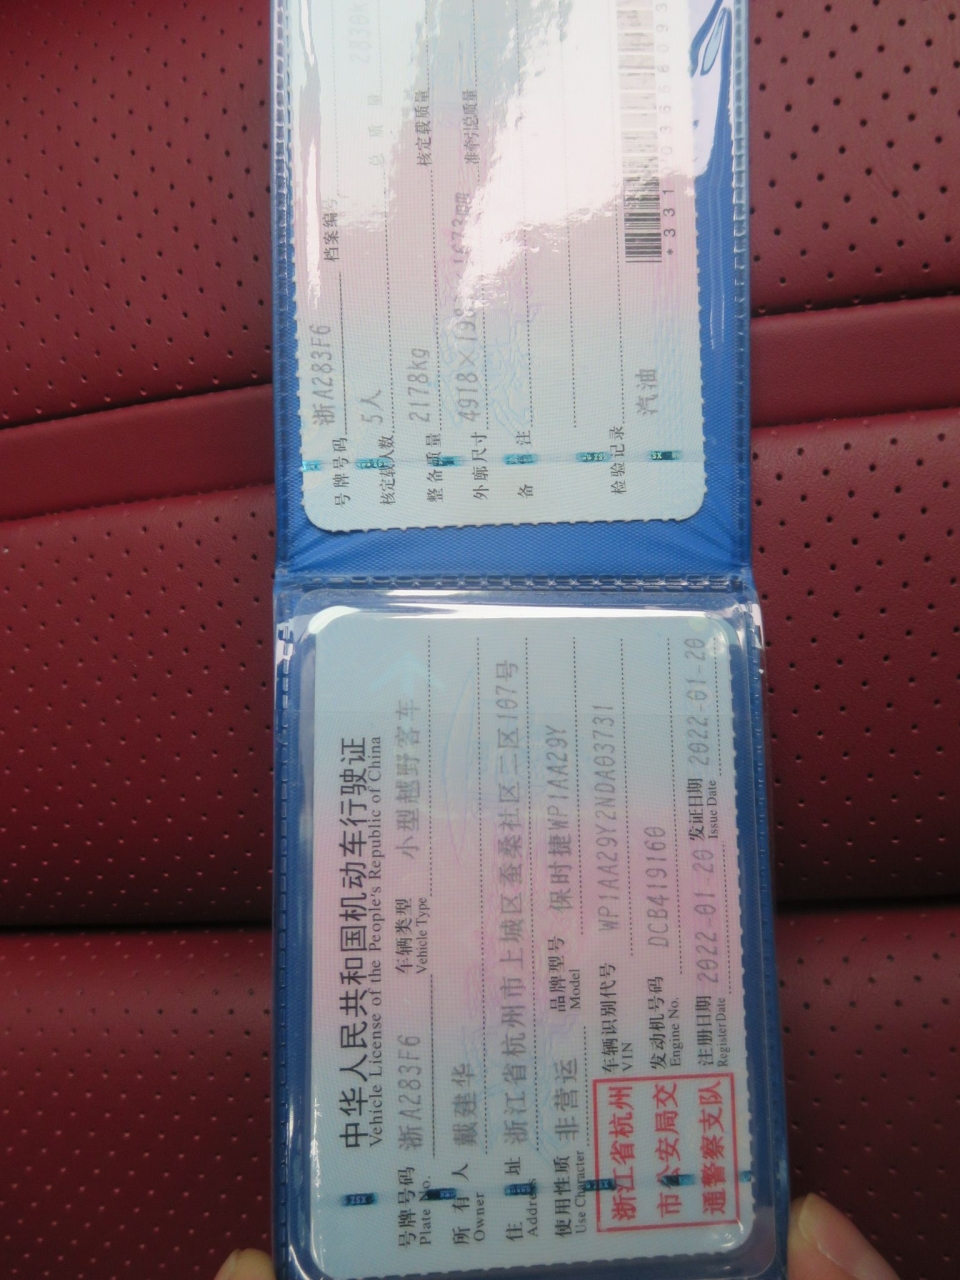 中华人民共和国机动车行驶证
Vehicle License of the People's Republic of China
号牌号码 浙A283F6 车辆类型 小型越野客车
Plate No. Vehicle Type
所有人 戴建华
Owner
住址 浙江省杭州市上城区蚕桑社区二区107号
Address
使用性质 非营运 品牌型号 保时捷WP1AA29Y
Use Character Model
浙江省杭州
市公安局交
通警察支队
车辆识别代号 WP1AA29Y2NDA03731
VIN
发动机号码 DCB419160
Engine No.
注册日期 2022-01-20 发证日期 2022-01-20
Register Date Issue Date
号牌号码 浙A283F6 档案编号
核定载人数 5人 总质量
整备质量 2178kg 核定载质量
外廓尺寸 4918×198 准牵引总质量
备注
检验记录 汽油
*331